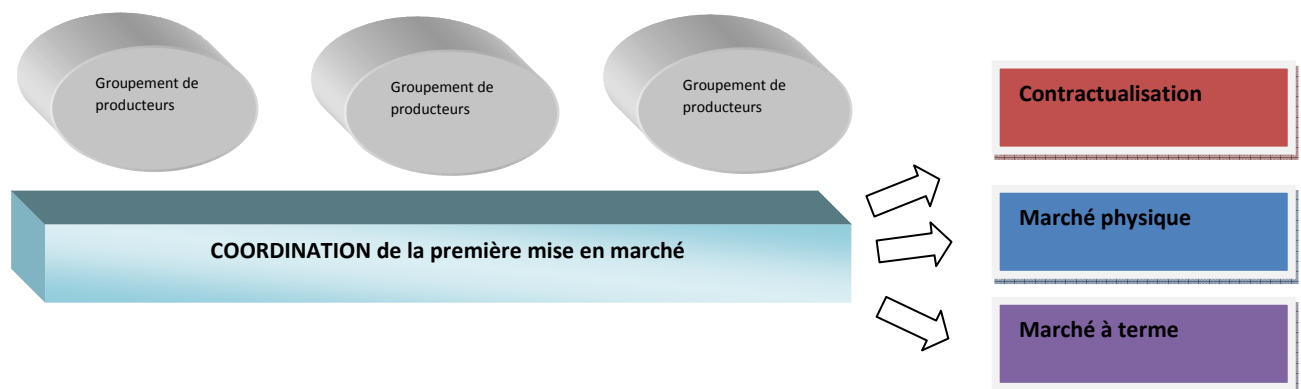 Groupement de
producteurs
Groupement de
producteurs
Groupement de
producteurs
COORDINATION de la première mise en marché
Contractualisation
Marché physique
Marché à terme